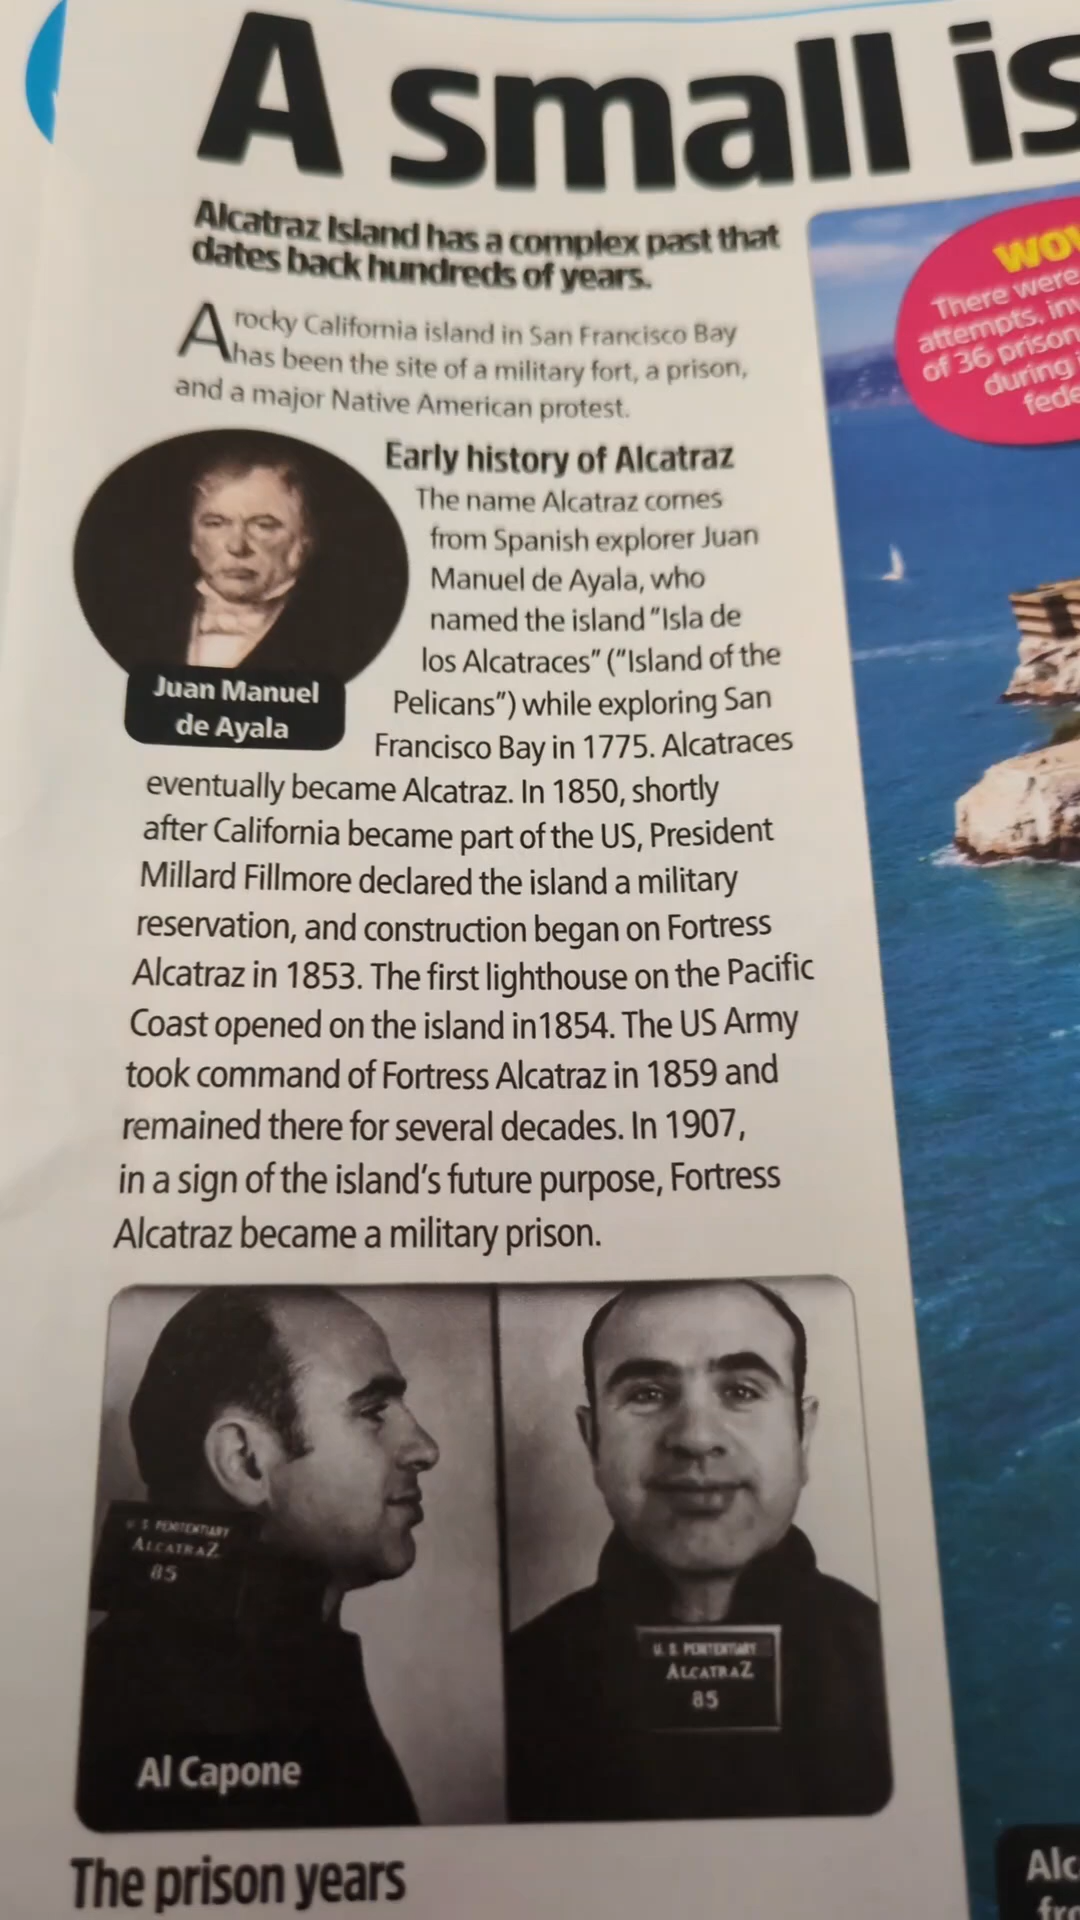 A small is
Alcatraz Island has a complex past that
dates back hundreds of years.
A rocky California island in San Francisco Bay
has been the site of a military fort, a prison,
and a major Native American protest.
Early history of Alcatraz
The name Alcatraz comes
from Spanish explorer Juan
Manuel de Ayala, who
named the island "Isla de
los Alcatraces" ("Island of the
Pelicans") while exploring San
Francisco Bay in 1775. Alcatraces
eventually became Alcatraz. In 1850, shortly
after California became part of the US, President
Millard Fillmore declared the island a military
reservation, and construction began on Fortress
Alcatraz in 1853. The first lighthouse on the Pacific
Coast opened on the island in1854. The US Army
took command of Fortress Alcatraz in 1859 and
remained there for several decades. In 1907,
in a sign of the island's future purpose, Fortress
Alcatraz became a military prison.
Juan Manuel
de Ayala
U. S. PENITENTIARY
ALCATRAZ
85
U. S. PENITENTIARY
ALCATRAZ
85
Al Capone
The prison years
WOW
There were
attempts, inv
of 36 prison
during i
fede
Alc
fro